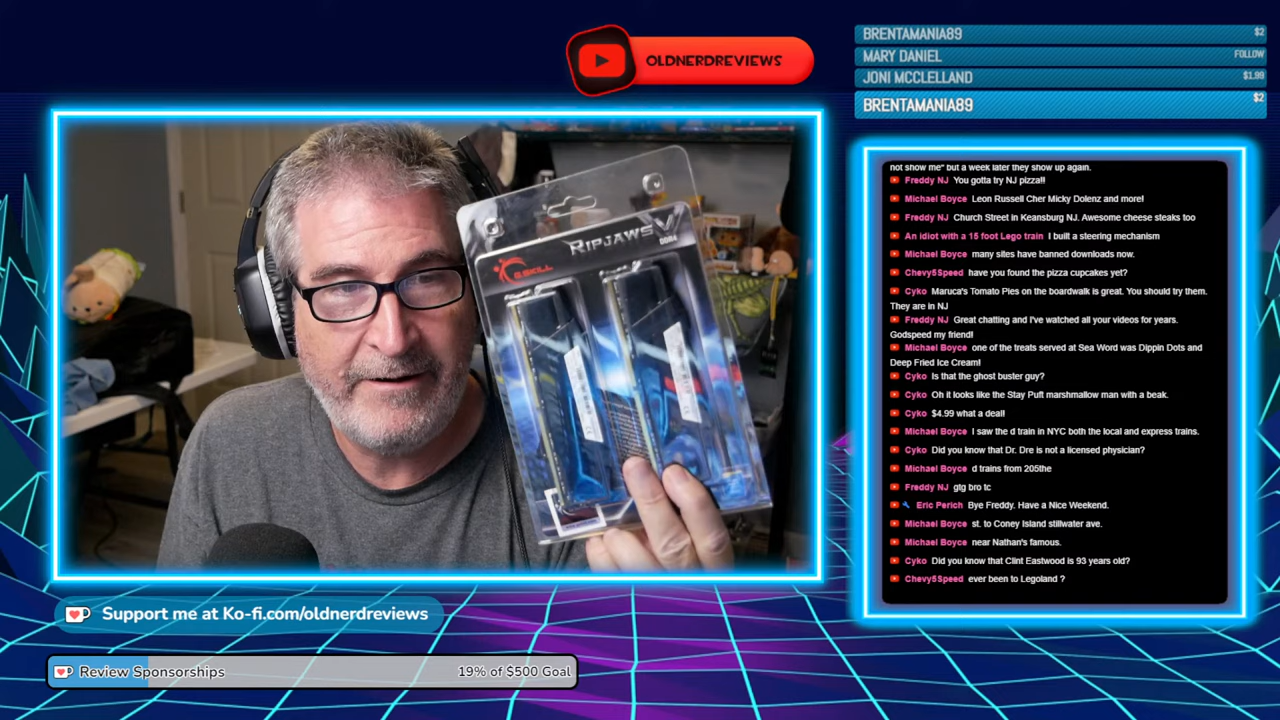 OLDNERDREVIEWS
BRENTAMANIA89 $2
MARY DANIEL FOLLOW
JONI MCCLELLAND $1.99
BRENTAMANIA89 $2
RIPJAWS V
DDR4
G.SKILL
not show me" but a week later they show up again.
Freddy NJ You gotta try NJ pizza!!
Michael Boyce Leon Russell Cher Micky Dolenz and more!
Freddy NJ Church Street in Keansburg NJ. Awesome cheese steaks too
An idiot with a 15 foot Lego train I built a steering mechanism
Michael Boyce many sites have banned downloads now.
Chevy5Speed have you found the pizza cupcakes yet?
Cyko Maruca's Tomato Pies on the boardwalk is great. You should try them.
They are in NJ
Freddy NJ Great chatting and I've watched all your videos for years.
Godspeed my friend!
Michael Boyce one of the treats served at Sea Word was Dippin Dots and
Deep Fried Ice Cream!
Cyko Is that the ghost buster guy?
Cyko Oh it looks like the Stay Puft marshmallow man with a beak.
Cyko $4.99 what a deal!
Michael Boyce I saw the d train in NYC both the local and express trains.
Cyko Did you know that Dr. Dre is not a licensed physician?
Michael Boyce d trains from 205the
Freddy NJ gtg bro tc
Eric Perich Bye Freddy. Have a Nice Weekend.
Michael Boyce st. to Coney Island stillwater ave.
Michael Boyce near Nathan's famous.
Cyko Did you know that Clint Eastwood is 93 years old?
Chevy5Speed ever been to Legoland ?
Support me at Ko-fi.com/oldnerdreviews
Review Sponsorships 19% of $500 Goal